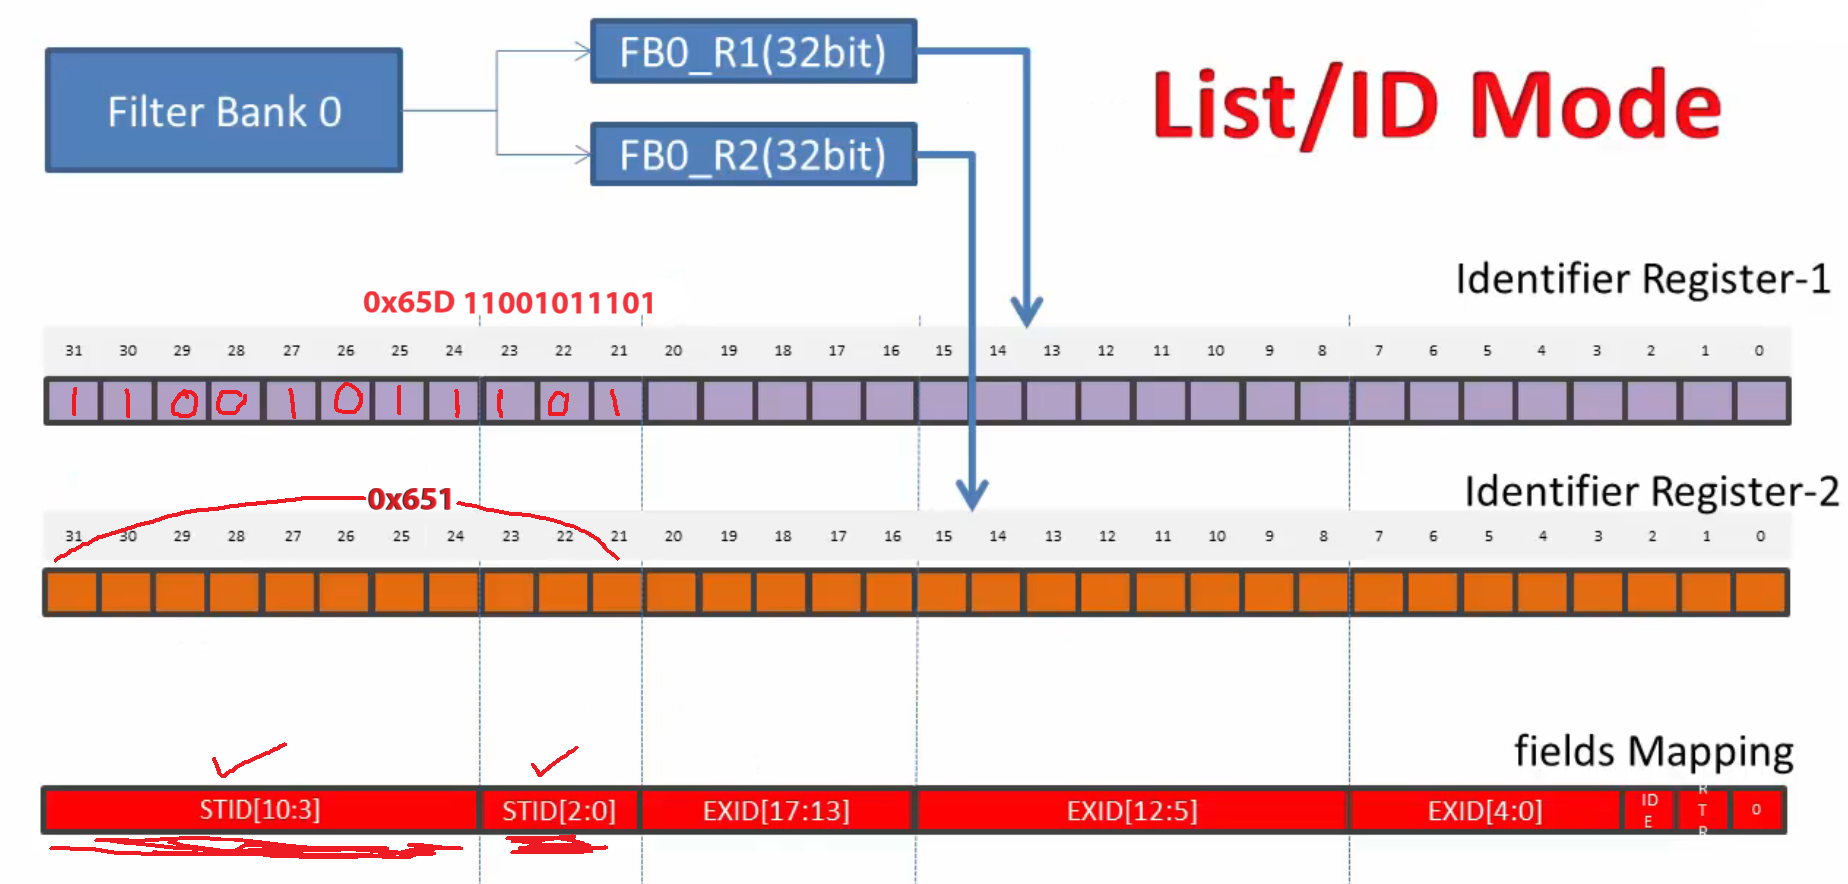 FB0_R1(32bit)
Filter Bank 0
List/ID Mode
FB0_R2(32bit)
Identifier Register-1
0x65D 11001011101
31 30 29 28 27 26 25 24 23 22 21 20 19 18 17 16 15 14 13 12 11 10 9 8 7 6 5 4 3 2 1 0
1 1 0 0 1 0 1 1 1 0 1
Identifier Register-2
0x651
31 30 29 28 27 26 25 24 23 22 21 20 19 18 17 16 15 14 13 12 11 10 9 8 7 6 5 4 3 2 1 0
fields Mapping
STID[10:3] STID[2:0] EXID[17:13] EXID[12:5] EXID[4:0] IDE RTR 0